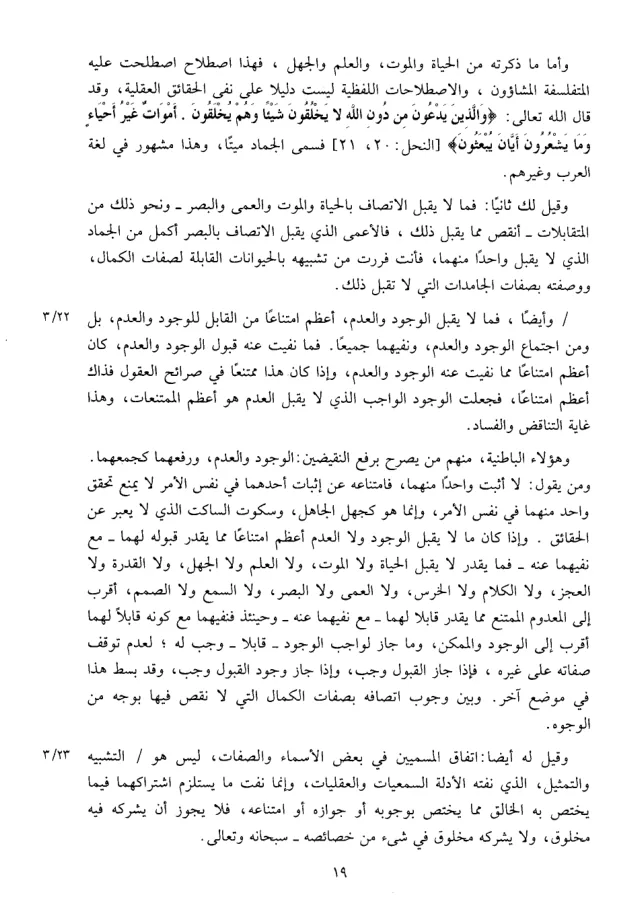 وأما ما ذكرته من الحياة والموت، والعلم والجهل ، فهذا اصطلاح اصطلحت عليه
المتفلسفة المشاؤون ، والاصطلاحات اللفظية ليست دليلا على نفى الحقائق العقلية، وقد
قال الله تعالى: ﴿وَالَّذِينَ يَدْعُونَ مِن دُونِ اللَّهِ لا يَخْلُقُونَ شَيْئًا وَهُمْ يُخْلَقُونَ . أَمْوَاتٌ غَيْرُ أَحْيَاءٍ
وَمَا يَشْعُرُونَ أَيَّانَ يُبْعَثُونَ﴾ [النحل:٢٠، ٢١] فسمى الجماد ميتًا، وهذا مشهور في لغة
العرب وغيرهم.
وقيل لك ثانيًا: فما لا يقبل الاتصاف بالحياة والموت والعمى والبصر ـ ونحو ذلك من
المتقابلات ـ أنقص مما يقبل ذلك ، فالأعمى الذي يقبل الاتصاف بالبصر أكمل من الجماد
الذي لا يقبل واحدًا منهما، فأنت فررت من تشبيهه بالحيوانات القابلة لصفات الكمال،
ووصفته بصفات الجامدات التي لا تقبل ذلك.
/ وأيضًا ، فما لا يقبل الوجود والعدم، أعظم امتناعًا من القابل للوجود والعدم، بل ٣/٢٢
ومن اجتماع الوجود والعدم، ونفيهما جميعًا. فما نفيت عنه قبول الوجود والعدم، كان
أعظم امتناعًا مما نفيت عنه الوجود والعدم، وإذا كان هذا ممتنعًا في صرائح العقول فذاك
أعظم امتناعًا، فجعلت الوجود الواجب الذي لا يقبل العدم هو أعظم الممتنعات، وهذا
غاية التناقض والفساد.
وهؤلاء الباطنية، منهم من يصرح برفع النقيضين:الوجود والعدم، ورفعهما كجمعهما.
ومن يقول: لا أثبت واحدًا منهما، فامتناعه عن إثبات أحدهما في نفس الأمر لا يمنع تحقق
واحد منهما في نفس الأمر، وإنما هو كجهل الجاهل، وسكوت الساكت الذي لا يعبر عن
الحقائق . وإذا كان ما لا يقبل الوجود ولا العدم أعظم امتناعًا مما يقدر قبوله لهما ـ مع
نفيهما عنه ـ فما يقدر لا يقبل الحياة ولا الموت، ولا العلم ولا الجهل، ولا القدرة ولا
العجز، ولا الكلام ولا الخرس، ولا العمى ولا البصر، ولا السمع ولا الصمم، أقرب
إلى المعدوم الممتنع مما يقدر قابلا لهما ـ مع نفيهما عنه ـ وحينئذ فنفيهما مع كونه قابلاً لهما
أقرب إلى الوجود والممكن، وما جاز لواجب الوجود ـ قابلا ـ وجب له ؛ لعدم توقف
صفاته على غيره ، فإذا جاز القبول وجب، وإذا جاز وجود القبول وجب، وقد بسط هذا
في موضع آخر. وبين وجوب اتصافه بصفات الكمال التي لا نقص فيها بوجه من
الوجوه.
وقيل له أيضا:اتفاق المسميين في بعض الأسماء والصفات، ليس هو / التشبيه ٣/٢٣
والتمثيل، الذي نفته الأدلة السمعيات والعقليات، وإنما نفت ما يستلزم اشتراكهما فيما
يختص به الخالق مما يختص بوجوبه أو جوازه أو امتناعه، فلا يجوز أن يشركه فيه
مخلوق، ولا يشركه مخلوق في شىء من خصائصه ـ سبحانه وتعالى.
١٩